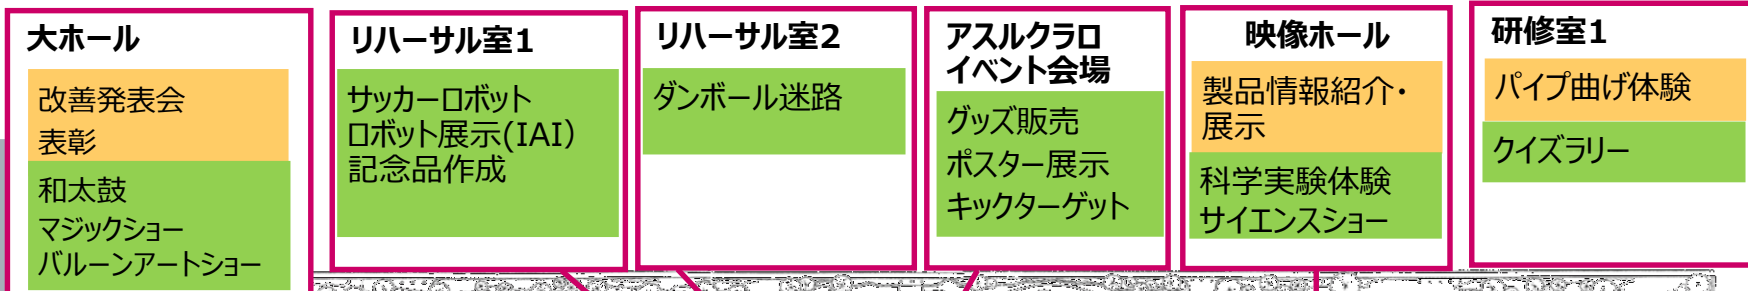 大ホール
改善発表会
表彰
和太鼓
マジックショー
バルーンアートショー
リハーサル室1
サッカーロボット
ロボット展示(IAI)
記念品作成
リハーサル室2
ダンボール迷路
アスルクラロ
イベント会場
グッズ販売
ポスター展示
キックターゲット
映像ホール
製品情報紹介・
展示
科学実験体験
サイエンスショー
研修室1
パイプ曲げ体験
クイズラリー